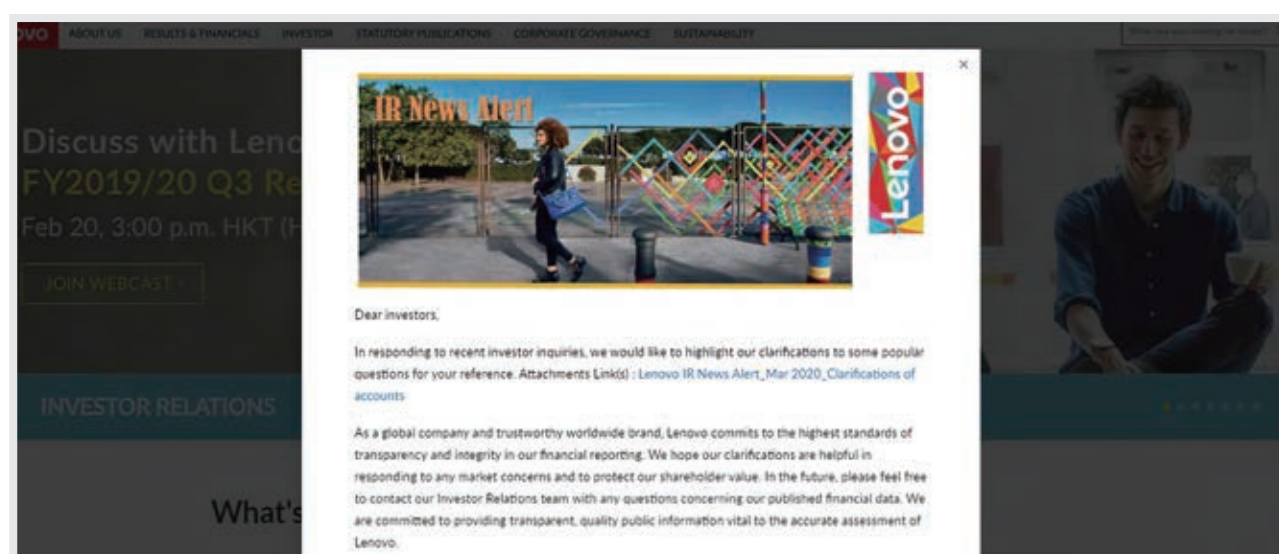 OVO ABOUT US RESULTS & FINANCIALS INVESTOR STATUTORY PUBLICATIONS CORPORATE GOVERNANCE SUSTAINABILITY
×
IR News Alert
Lenovo
Discuss with Leno
FY2019/20 Q3 Re
Feb 20, 3:00 p.m. HKT (H
JOIN WEBCAST
Dear investors,
In responding to recent investor inquiries, we would like to highlight our clarifications to some popular
questions for your reference. Attachments Link(s) : Lenovo IR News Alert_Mar 2020_Clarifications of
accounts
INVESTOR RELATIONS
As a global company and trustworthy worldwide brand, Lenovo commits to the highest standards of
transparency and integrity in our financial reporting. We hope our clarifications are helpful in
responding to any market concerns and to protect our shareholder value. In the future, please feel free
to contact our Investor Relations team with any questions concerning our published financial data. We
are committed to providing transparent, quality public information vital to the accurate assessment of
Lenovo.
What's